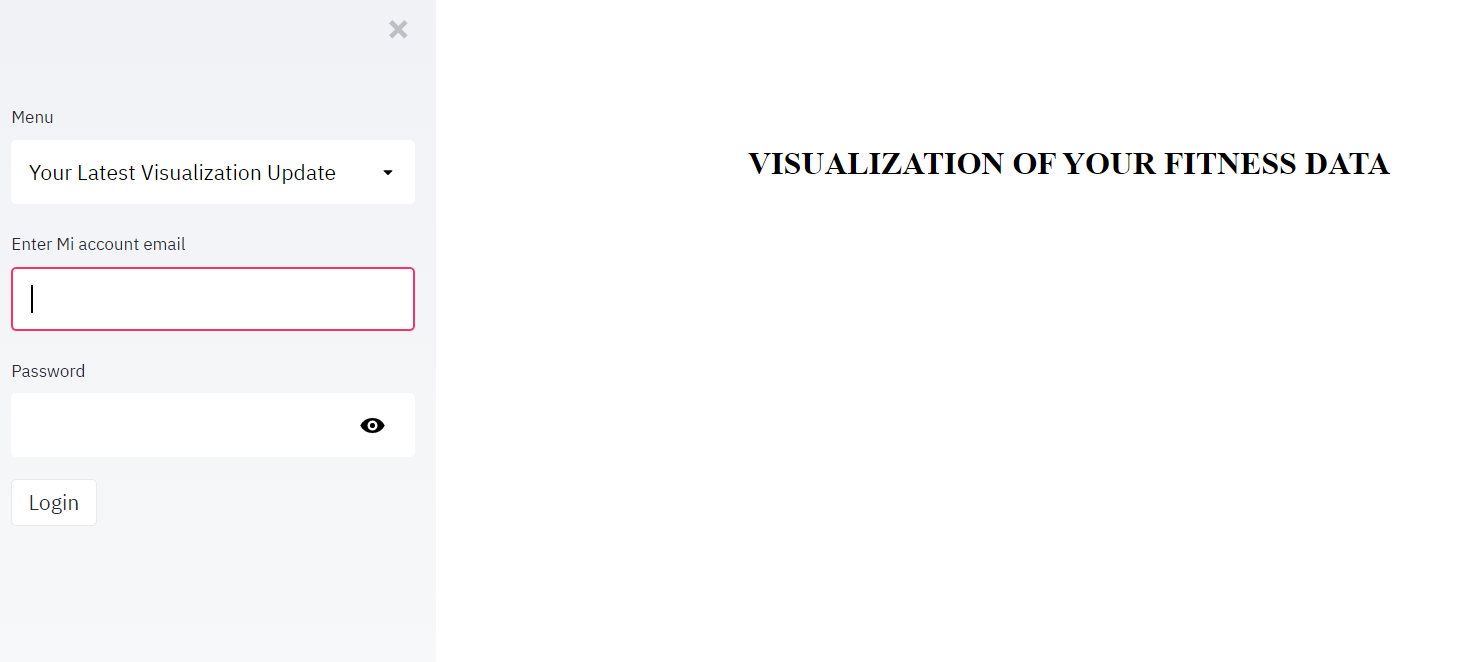 Menu
Your Latest Visualization Update
Enter Mi account email
Password
Login
VISUALIZATION OF YOUR FITNESS DATA